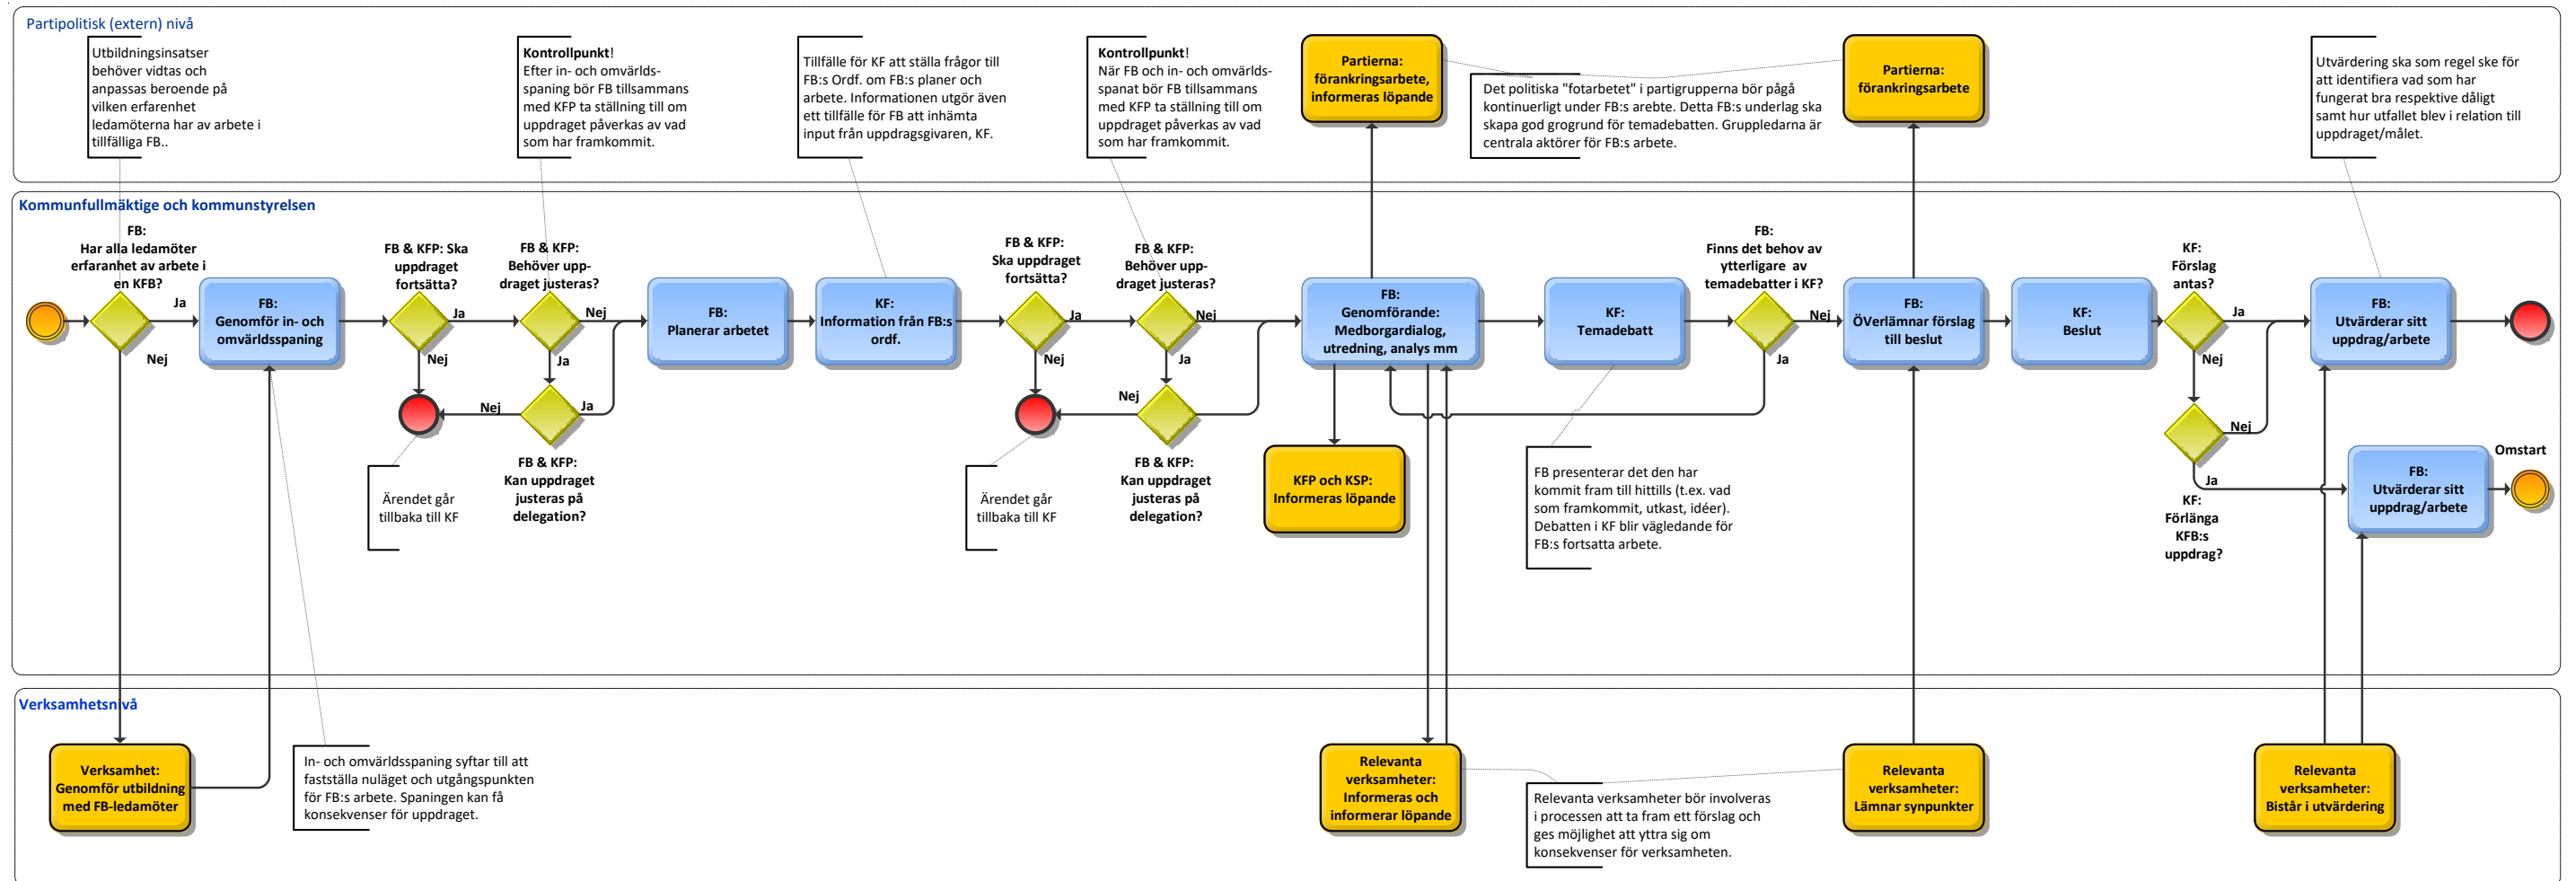 Partipolitisk (extern) nivå
Utbildningsinsatser
behöver vidtas och
anpassas beroende på
vilken erfarenhet
ledamöterna har av arbete i
tillfälliga FB..
Kontrollpunkt!
Efter in- och omvärlds-
spaning bör FB tillsammans
med KFP ta ställning till om
uppdraget påverkas av vad
som har framkommit.
Tillfälle för KF att ställa frågor till
FB:s Ordf. om FB:s planer och
arbete. Informationen utgör även
ett tillfälle för FB att inhämta
input från uppdragsgivaren, KF.
Kontrollpunkt!
När FB och in- och omvärlds-
spanat bör FB tillsammans
med KFP ta ställning till om
uppdraget påverkas av vad
som har framkommit.
Partierna:
förankringsarbete,
informeras löpande
Det politiska "fotarbetet" i partigrupperna bör pågå
kontinuerligt under FB:s arebte. Detta FB:s underlag ska
skapa god grogrund för temadebatten. Gruppledarna är
centrala aktörer för FB:s arbete.
Partierna:
förankringsarbete
Utvärdering ska som regel ske för
att identifiera vad som har
fungerat bra respektive dåligt
samt hur utfallet blev i relation till
uppdraget/målet.
Kommunfullmäktige och kommunstyrelsen
FB:
Har alla ledamöter
erfaranhet av arbete i
en KFB?
Ja
Nej
FB:
Genomför in- och
omvärldsspaning
FB & KFP: Ska
uppdraget
fortsätta?
Ja
Nej
FB & KFP:
Behöver upp-
draget justeras?
Nej
Ja
Nej
Ja
FB & KFP:
Kan uppdraget
justeras på
delegation?
Ärendet går
tillbaka till KF
FB:
Planerar arbetet
KF:
Information från FB:s
ordf.
FB & KFP:
Ska uppdraget
fortsätta?
Ja
Nej
FB & KFP:
Behöver upp-
draget justeras?
Nej
Ja
Nej
FB & KFP:
Kan uppdraget
justeras på
delegation?
Ärendet går
tillbaka till KF
FB:
Genomförande:
Medborgardialog,
utredning, analys mm
KFP och KSP:
Informeras löpande
KF:
Temadebatt
FB presenterar det den har
kommit fram till hittills (t.ex. vad
som framkommit, utkast, idéer).
Debatten i KF blir vägledande för
FB:s fortsatta arbete.
FB:
Finns det behov av
ytterligare av
temadebatter i KF?
Nej
Ja
FB:
ÖVerlämnar förslag
till beslut
KF:
Beslut
KF:
Förslag
antas?
Ja
Nej
Nej
Ja
KF:
Förlänga
KFB:s
uppdrag?
FB:
Utvärderar sitt
uppdrag/arbete
FB:
Utvärderar sitt
uppdrag/arbete
Omstart
Verksamhetsnivå
Verksamhet:
Genomför utbildning
med FB-ledamöter
In- och omvärldsspaning syftar till att
fastställa nuläget och utgångspunkten
för FB:s arbete. Spaningen kan få
konsekvenser för uppdraget.
Relevanta
verksamheter:
Informeras och
informerar löpande
Relevanta verksamheter bör involveras
i processen att ta fram ett förslag och
ges möjlighet att yttra sig om
konsekvenser för verksamheten.
Relevanta
verksamheter:
Lämnar synpunkter
Relevanta
verksamheter:
Bistår i utvärdering